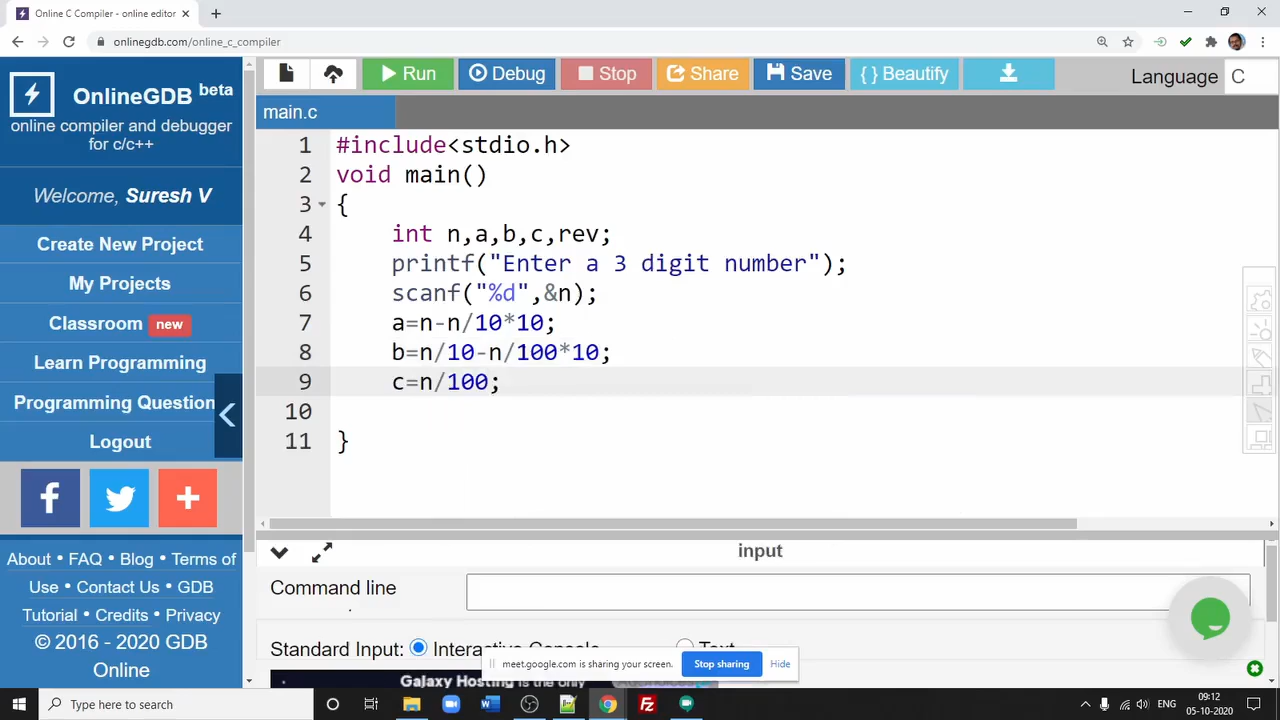 Online C Compiler - online editor
onlinegdb.com/online_c_compiler
OnlineGDB beta
online compiler and debugger
for c/c++
Welcome, Suresh V
Create New Project
My Projects
Classroom new
Learn Programming
Programming Question
Logout
About • FAQ • Blog • Terms of
Use • Contact Us • GDB
Tutorial • Credits • Privacy
© 2016 - 2020 GDB
Online
Run Debug Stop Share Save { } Beautify Language C
main.c
1 #include<stdio.h>
2 void main()
3 {
4 int n,a,b,c,rev;
5 printf("Enter a 3 digit number");
6 scanf("%d",&n);
7 a=n-n/10*10;
8 b=n/10-n/100*10;
9 c=n/100;
10
11 }
input
Command line
Standard Input: Interactive Console Text
meet.google.com is sharing your screen. Stop sharing Hide
Galaxy Hosting is the only
Type here to search
ENG
09:12
05-10-2020